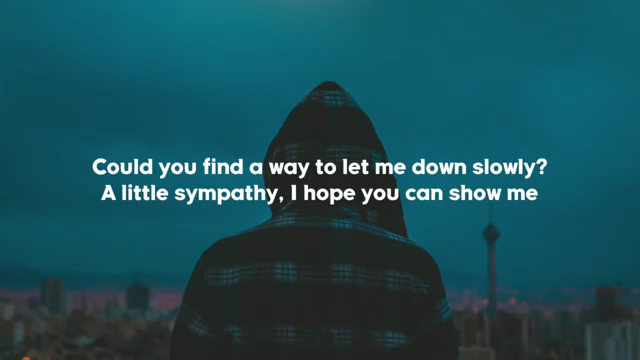 Could you find a way to let me down slowly?
A little sympathy, I hope you can show me